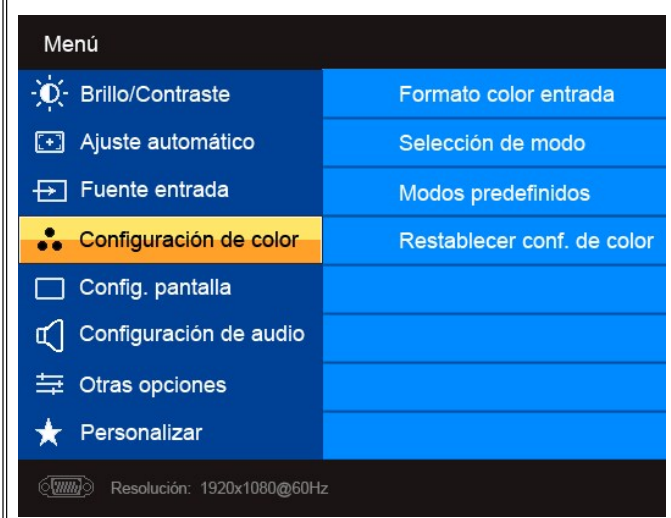 Menú
Brillo/Contraste
Ajuste automático
Fuente entrada
Configuración de color
Config. pantalla
Configuración de audio
Otras opciones
Personalizar
Formato color entrada
Selección de modo
Modos predefinidos
Restablecer conf. de color
Resolución: 1920x1080@60Hz